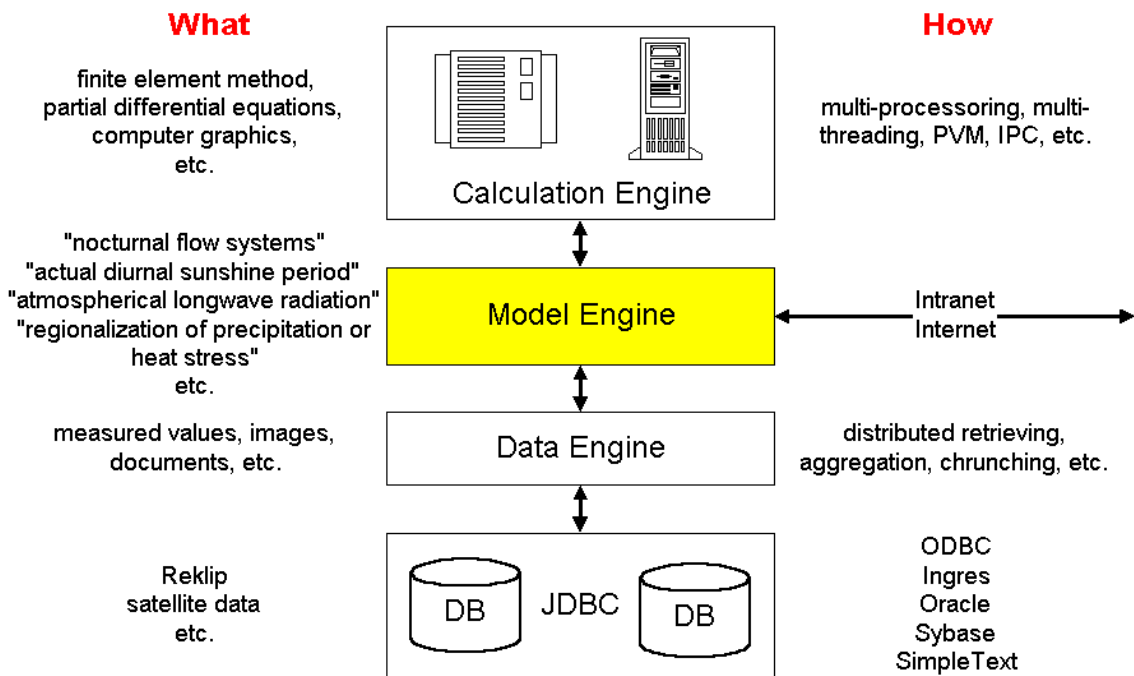 What
How
finite element method,
partial differential equations,
computer graphics,
etc.
Calculation Engine
multi-processoring, multi-
threading, PVM, IPC, etc.
"nocturnal flow systems"
"actual diurnal sunshine period"
"atmospherical longwave radiation"
"regionalization of precipitation or
heat stress"
etc.
Model Engine
Intranet
Internet
measured values, images,
documents, etc.
Data Engine
distributed retrieving,
aggregation, chrunching, etc.
Reklip
satellite data
etc.
DB
JDBC
DB
ODBC
Ingres
Oracle
Sybase
SimpleText